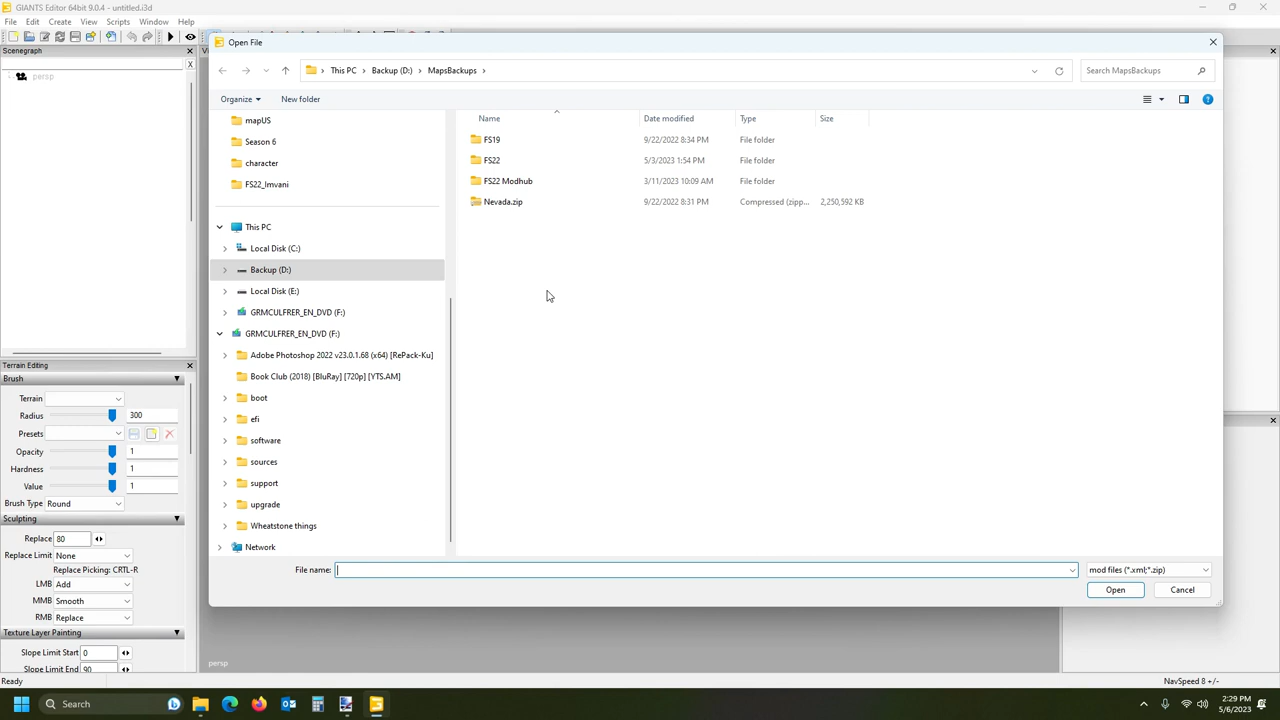 GIANTS Editor 64bit 9.0.4 - untitled.i3d
File Edit Create View Scripts Window Help
Scenegraph
X
persp
Open File
This PC > Backup (D:) > MapsBackups >
Search MapsBackups
Organize
New folder
mapUS
Season 6
character
FS22_Imvani
This PC
Local Disk (C:)
Backup (D:)
Local Disk (E:)
GRMCULFRER_EN_DVD (F:)
GRMCULFRER_EN_DVD (F:)
Adobe Photoshop 2022 v23.0.1.68 (x64) [RePack-Ku]
Book Club (2018) [BluRay] [720p] [YTS.AM]
boot
efi
software
sources
support
upgrade
Wheatstone things
Network
Name Date modified Type Size
FS19 9/22/2022 8:34 PM File folder
FS22 5/3/2023 1:54 PM File folder
FS22 Modhub 3/11/2023 10:09 AM File folder
Nevada.zip 9/22/2022 8:31 PM Compressed (zipp... 2,250,592 KB
File name:
mod files (*.xml;*.zip)
Open
Cancel
Terrain Editing
Brush
Terrain
Radius 300
Presets
Opacity 1
Hardness 1
Value 1
Brush Type Round
Sculpting
Replace 80
Replace Limit None
Replace Picking: CRTL-R
LMB Add
MMB Smooth
RMB Replace
Texture Layer Painting
Slope Limit Start 0
Slope Limit End 90
persp
Ready
NavSpeed 8 +/-
Search
2:29 PM
5/6/2023